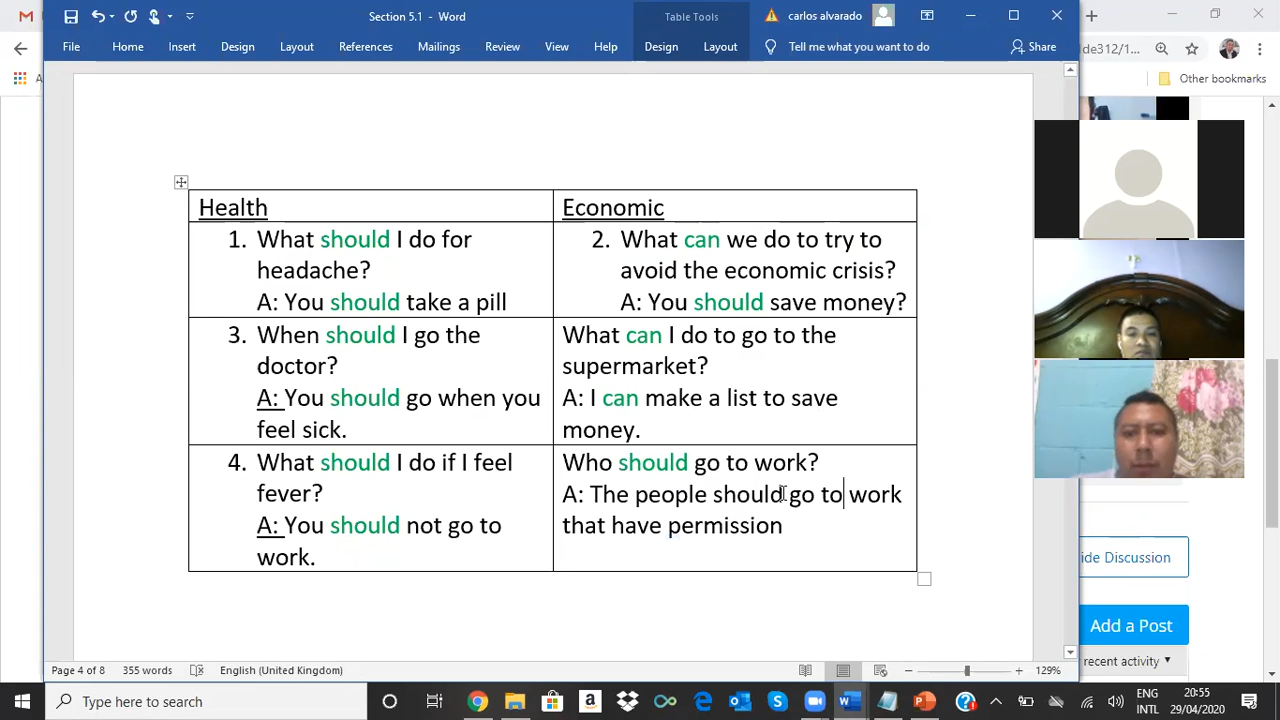 Section 5.1 - Word
Table Tools
carlos alvarado
File
Home
Insert
Design
Layout
References
Mailings
Review
View
Help
Design
Layout
Tell me what you want to do
Share
de312/1...
A
Other bookmarks
Health
Economic
1. What should I do for
headache?
A: You should take a pill
2. What can we do to try to
avoid the economic crisis?
A: You should save money?
3. When should I go the
doctor?
A: You should go when you
feel sick.
What can I do to go to the
supermarket?
A: I can make a list to save
money.
4. What should I do if I feel
fever?
A: You should not go to
work.
Who should go to work?
A: The people should go to work
that have permission
ide Discussion
Add a Post
recent activity
Page 4 of 8
355 words
English (United Kingdom)
129%
Type here to search
ENG
INTL
20:55
29/04/2020